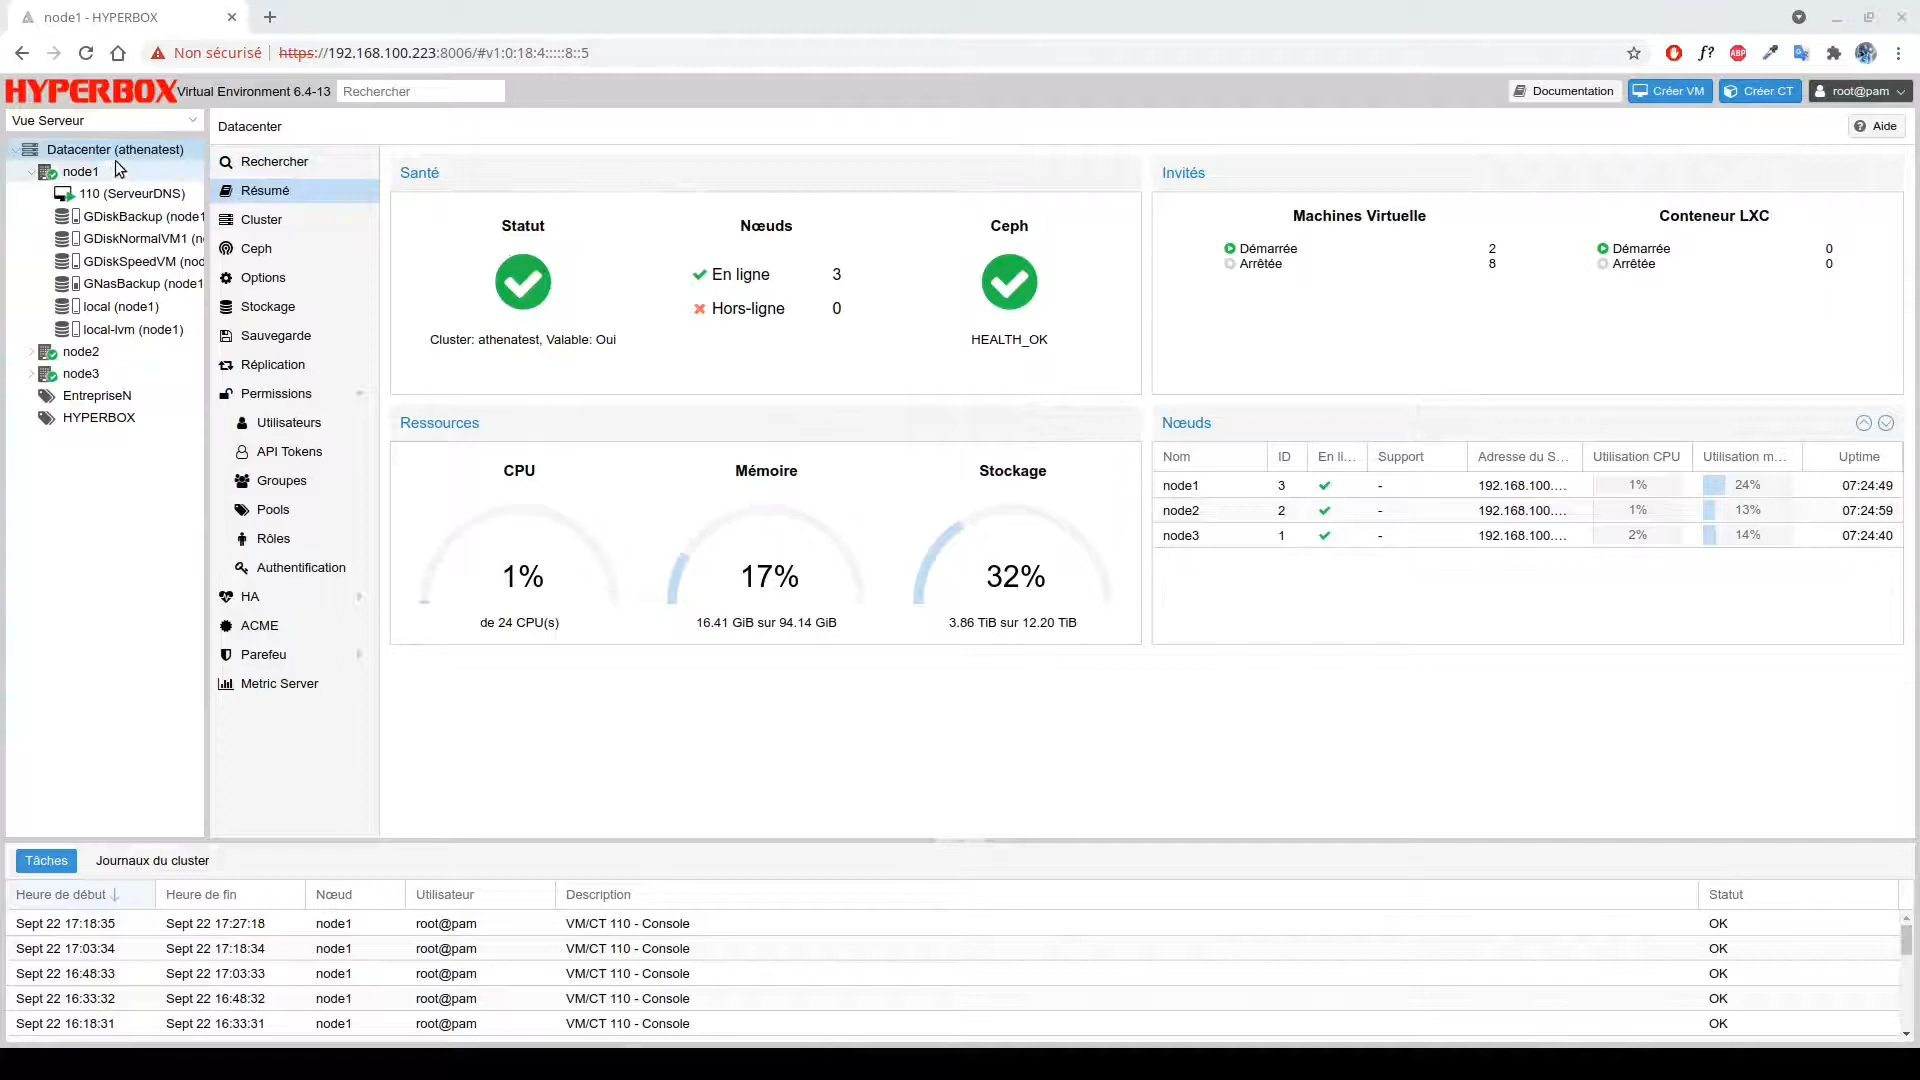 node1 - HYPERBOX
Non sécurisé https://192.168.100.223:8006/#v1:0:18:4:::::8::5
f?
ABP
HYPERBOX Virtual Environment 6.4-13 Rechercher Documentation Créer VM Créer CT root@pam
Vue Serveur
Datacenter Aide
Datacenter (athenatest)
node1
110 (ServeurDNS)
GDiskBackup (node1
GDiskNormalVM1 (n
GDiskSpeedVM (nod
GNasBackup (node1
local (node1)
local-lvm (node1)
node2
node3
EntrepriseN
HYPERBOX
Rechercher
Résumé
Cluster
Ceph
Options
Stockage
Sauvegarde
Réplication
Permissions
Utilisateurs
API Tokens
Groupes
Pools
Rôles
Authentification
HA
ACME
Parefeu
Metric Server
Santé
Statut Nœuds Ceph
En ligne 3
Hors-ligne 0
Cluster: athenatest, Valable: Oui HEALTH_OK
Invités
Machines Virtuelle Conteneur LXC
Démarrée 2 Démarrée 0
Arrêtée 8 Arrêtée 0
Ressources
CPU Mémoire Stockage
1% 17% 32%
de 24 CPU(s) 16.41 GiB sur 94.14 GiB 3.86 TiB sur 12.20 TiB
Nœuds
Nom ID En li... Support Adresse du S... Utilisation CPU Utilisation m... Uptime
node1 3 - 192.168.100.... 1% 24% 07:24:49
node2 2 - 192.168.100.... 1% 13% 07:24:59
node3 1 - 192.168.100.... 2% 14% 07:24:40
Tâches Journaux du cluster
Heure de début Heure de fin Nœud Utilisateur Description Statut
Sept 22 17:18:35 Sept 22 17:27:18 node1 root@pam VM/CT 110 - Console OK
Sept 22 17:03:34 Sept 22 17:18:34 node1 root@pam VM/CT 110 - Console OK
Sept 22 16:48:33 Sept 22 17:03:33 node1 root@pam VM/CT 110 - Console OK
Sept 22 16:33:32 Sept 22 16:48:32 node1 root@pam VM/CT 110 - Console OK
Sept 22 16:18:31 Sept 22 16:33:31 node1 root@pam VM/CT 110 - Console OK